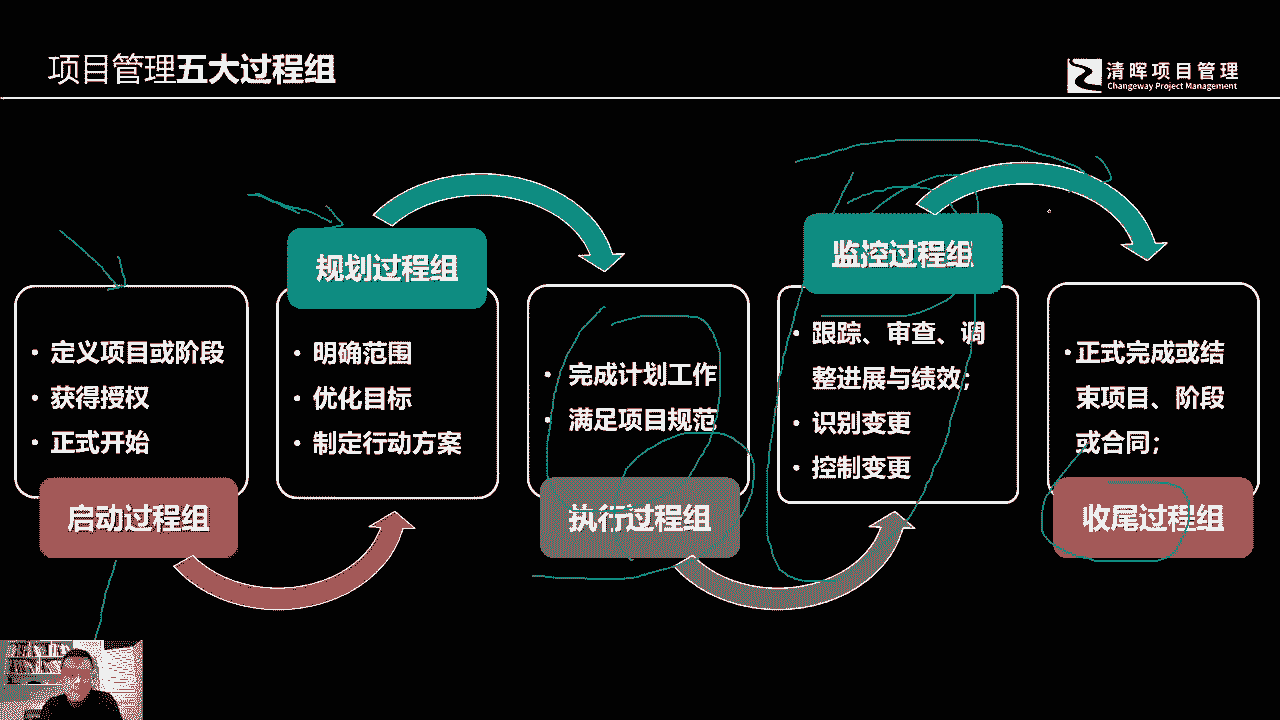 项目管理五大过程组
清晖项目管理
Changeway Project Management
• 定义项目或阶段
• 获得授权
• 正式开始
启动过程组
规划过程组
• 明确范围
• 优化目标
• 制定行动方案
• 完成计划工作
• 满足项目规范
执行过程组
监控过程组
• 跟踪、审查、调
整进展与绩效;
• 识别变更
• 控制变更
• 正式完成或结
束项目、阶段
或合同;
收尾过程组